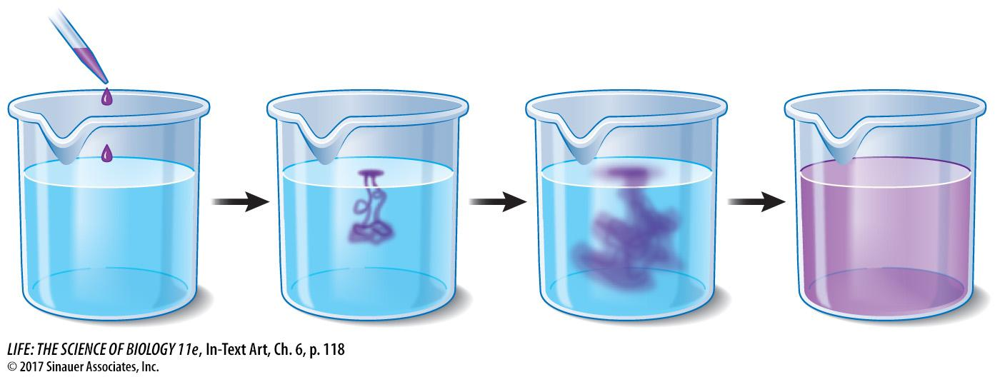 LIFE: THE SCIENCE OF BIOLOGY 11e, In-Text Art, Ch. 6, p. 118
© 2017 Sinauer Associates, Inc.